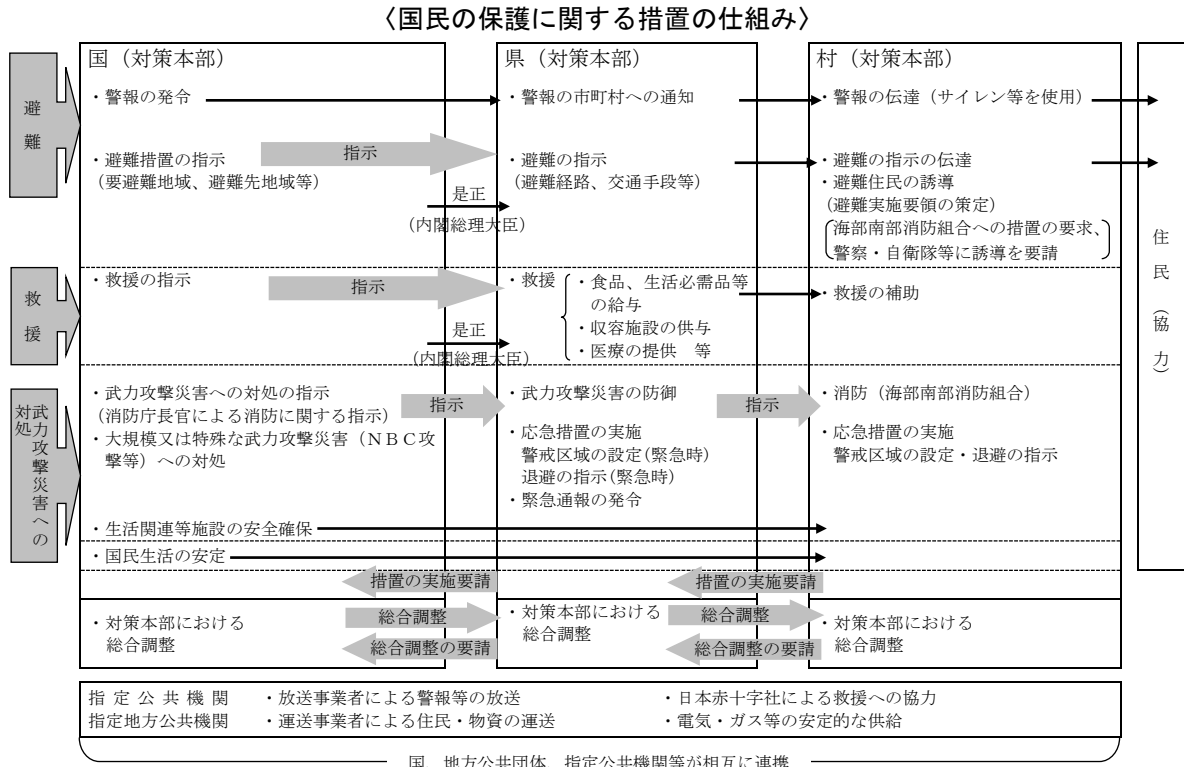 〈国民の保護に関する措置の仕組み〉
国（対策本部）
県（対策本部）
村（対策本部）
避難
・警報の発令
・警報の市町村への通知
・警報の伝達（サイレン等を使用）
・避難措置の指示
（要避難地域、避難先地域等）
指示
是正
（内閣総理大臣）
・避難の指示
（避難経路、交通手段等）
・避難の指示の伝達
・避難住民の誘導
（避難実施要領の策定）
海部南部消防組合への措置の要求、
警察・自衛隊等に誘導を要請
住民（協力）
救援
・救援の指示
指示
是正
（内閣総理大臣）
・救援
・食品、生活必需品等
の給与
・収容施設の供与
・医療の提供　等
・救援の補助
武力攻撃災害への
対処
・武力攻撃災害への対処の指示
（消防庁長官による消防に関する指示）
・大規模又は特殊な武力攻撃災害（ＮＢＣ攻
撃等）への対処
指示
・武力攻撃災害の防御
・応急措置の実施
警戒区域の設定(緊急時)
退避の指示(緊急時)
・緊急通報の発令
指示
・消防（海部南部消防組合）
・応急措置の実施
警戒区域の設定・退避の指示
・生活関連等施設の安全確保
・国民生活の安定
措置の実施要請
措置の実施要請
・対策本部における
総合調整
総合調整
総合調整の要請
・対策本部における
総合調整
総合調整
総合調整の要請
・対策本部における
総合調整
指定公共機関　・放送事業者による警報等の放送　・日本赤十字社による救援への協力
指定地方公共機関　・運送事業者による住民・物資の運送　・電気・ガス等の安定的な供給
国、地方公共団体、指定公共機関等が相互に連携